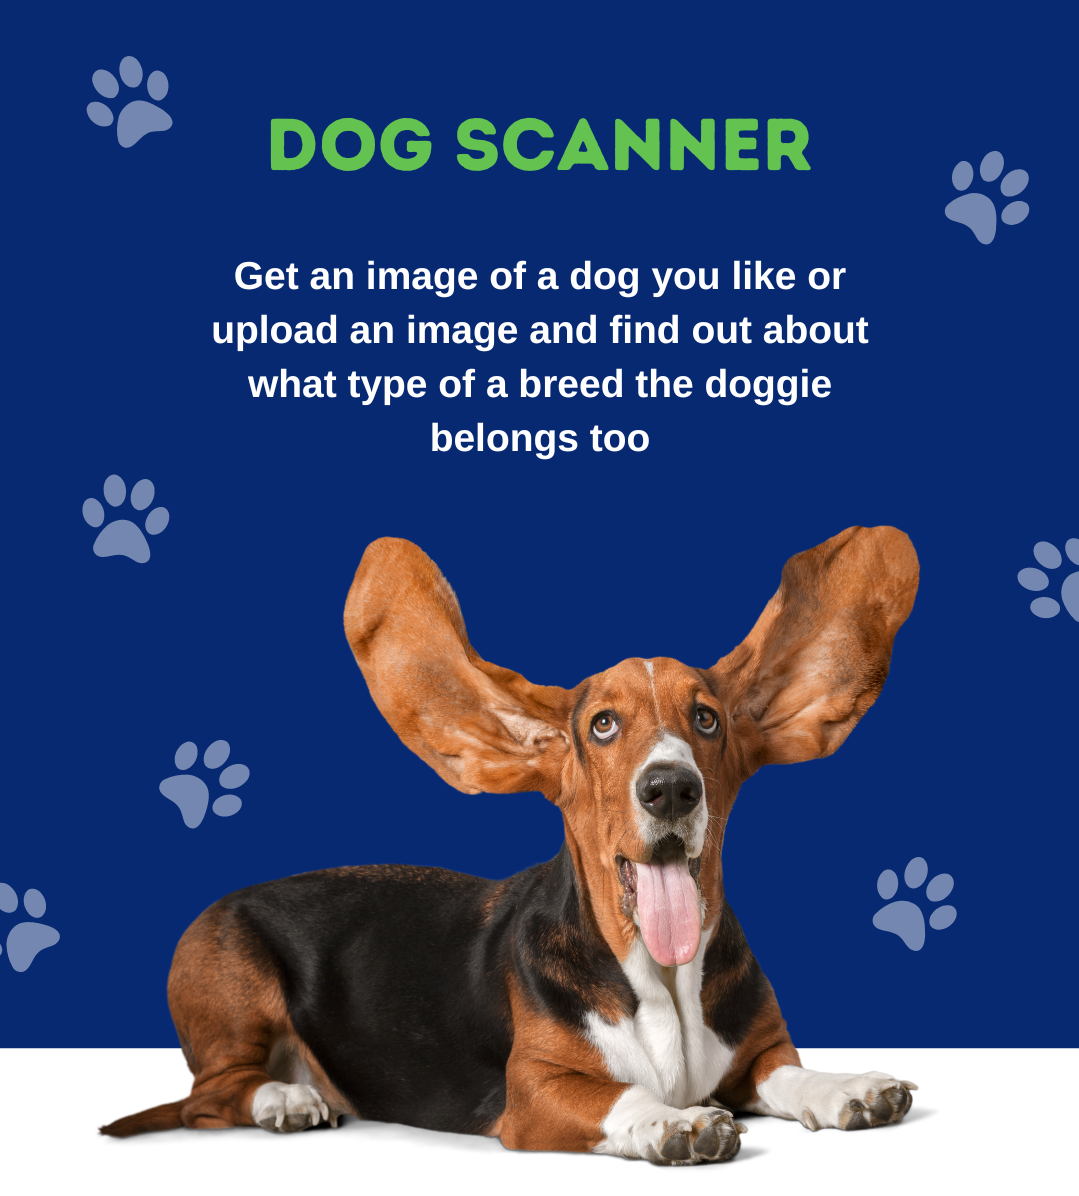 DOG SCANNER
Get an image of a dog you like or
upload an image and find out about
what type of a breed the doggie
belongs too